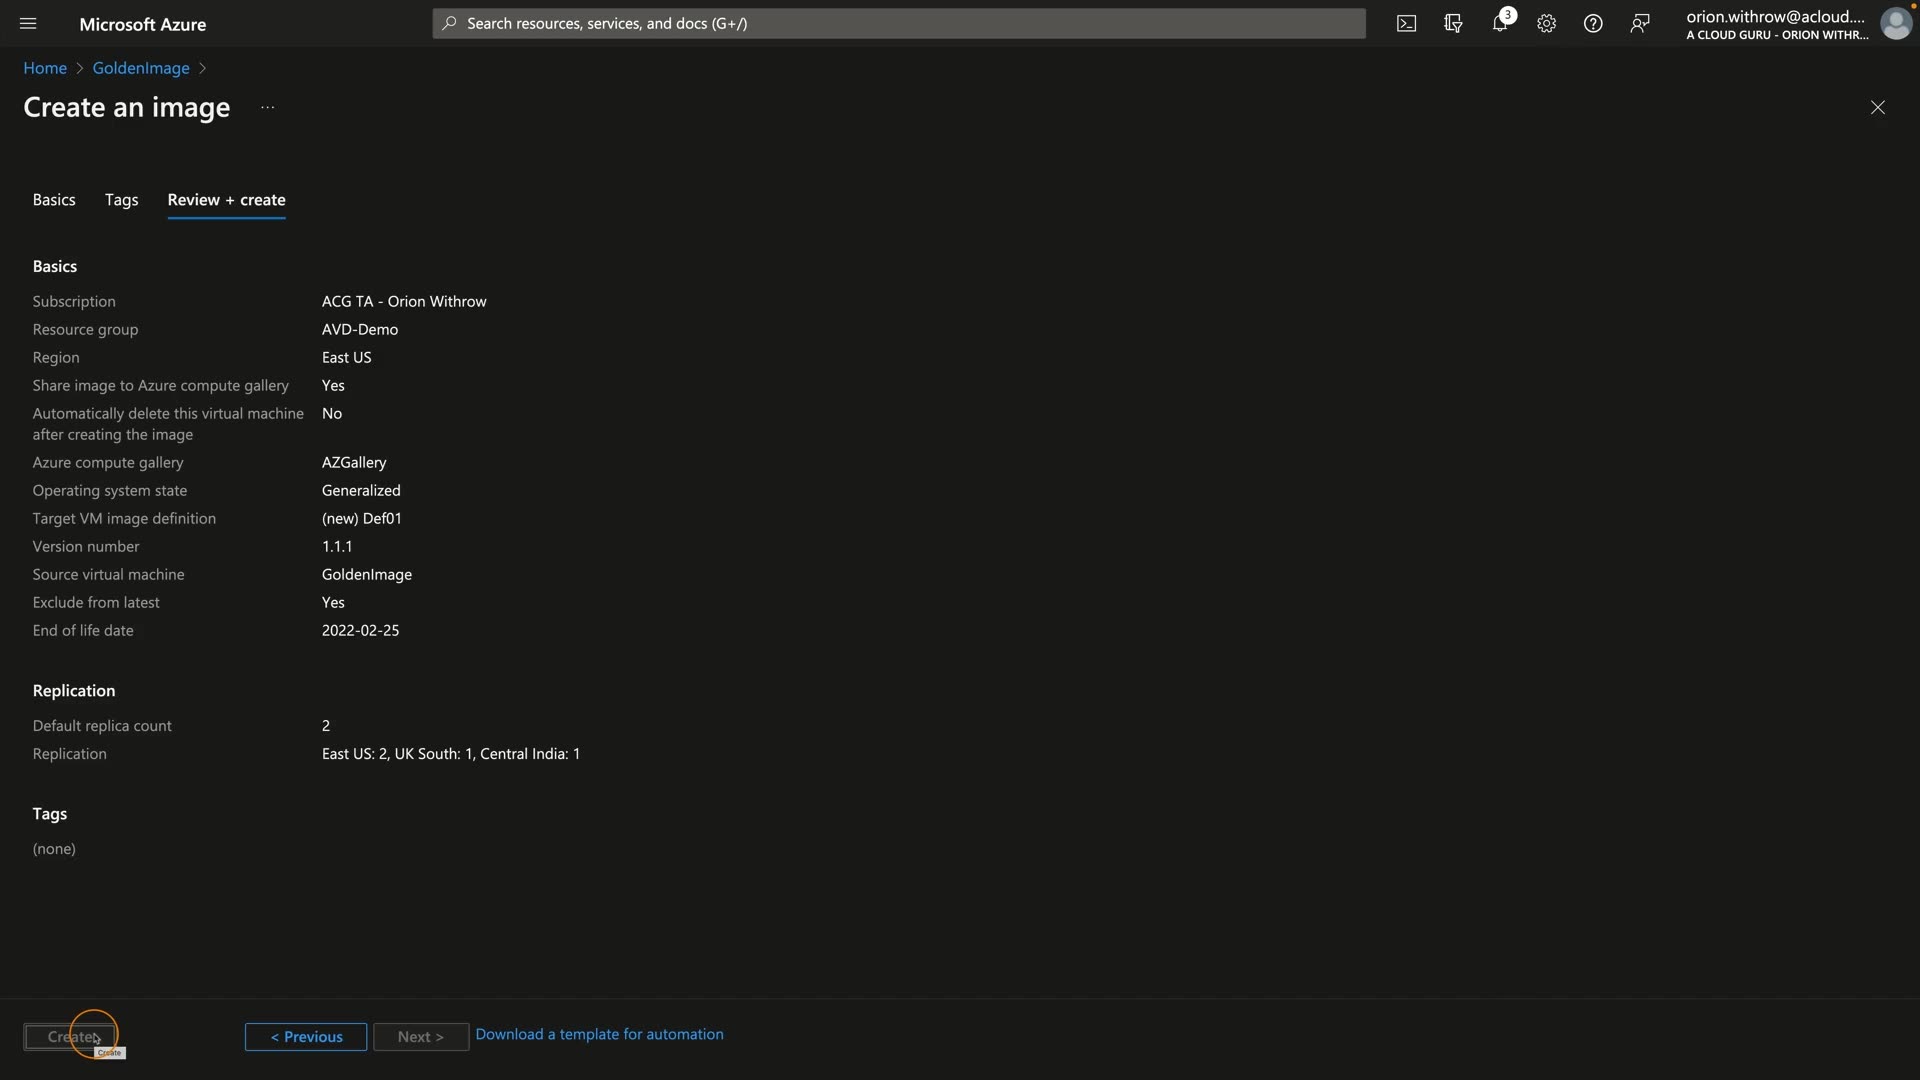 Microsoft Azure
Search resources, services, and docs (G+/)
3
orion.withrow@acloud....
A CLOUD GURU - ORION WITHR...
Home > GoldenImage >
Create an image ...
Basics Tags Review + create
Basics
Subscription ACG TA - Orion Withrow
Resource group AVD-Demo
Region East US
Share image to Azure compute gallery Yes
Automatically delete this virtual machine No
after creating the image
Azure compute gallery AZGallery
Operating system state Generalized
Target VM image definition (new) Def01
Version number 1.1.1
Source virtual machine GoldenImage
Exclude from latest Yes
End of life date 2022-02-25
Replication
Default replica count 2
Replication East US: 2, UK South: 1, Central India: 1
Tags
(none)
Create < Previous Next > Download a template for automation
Create